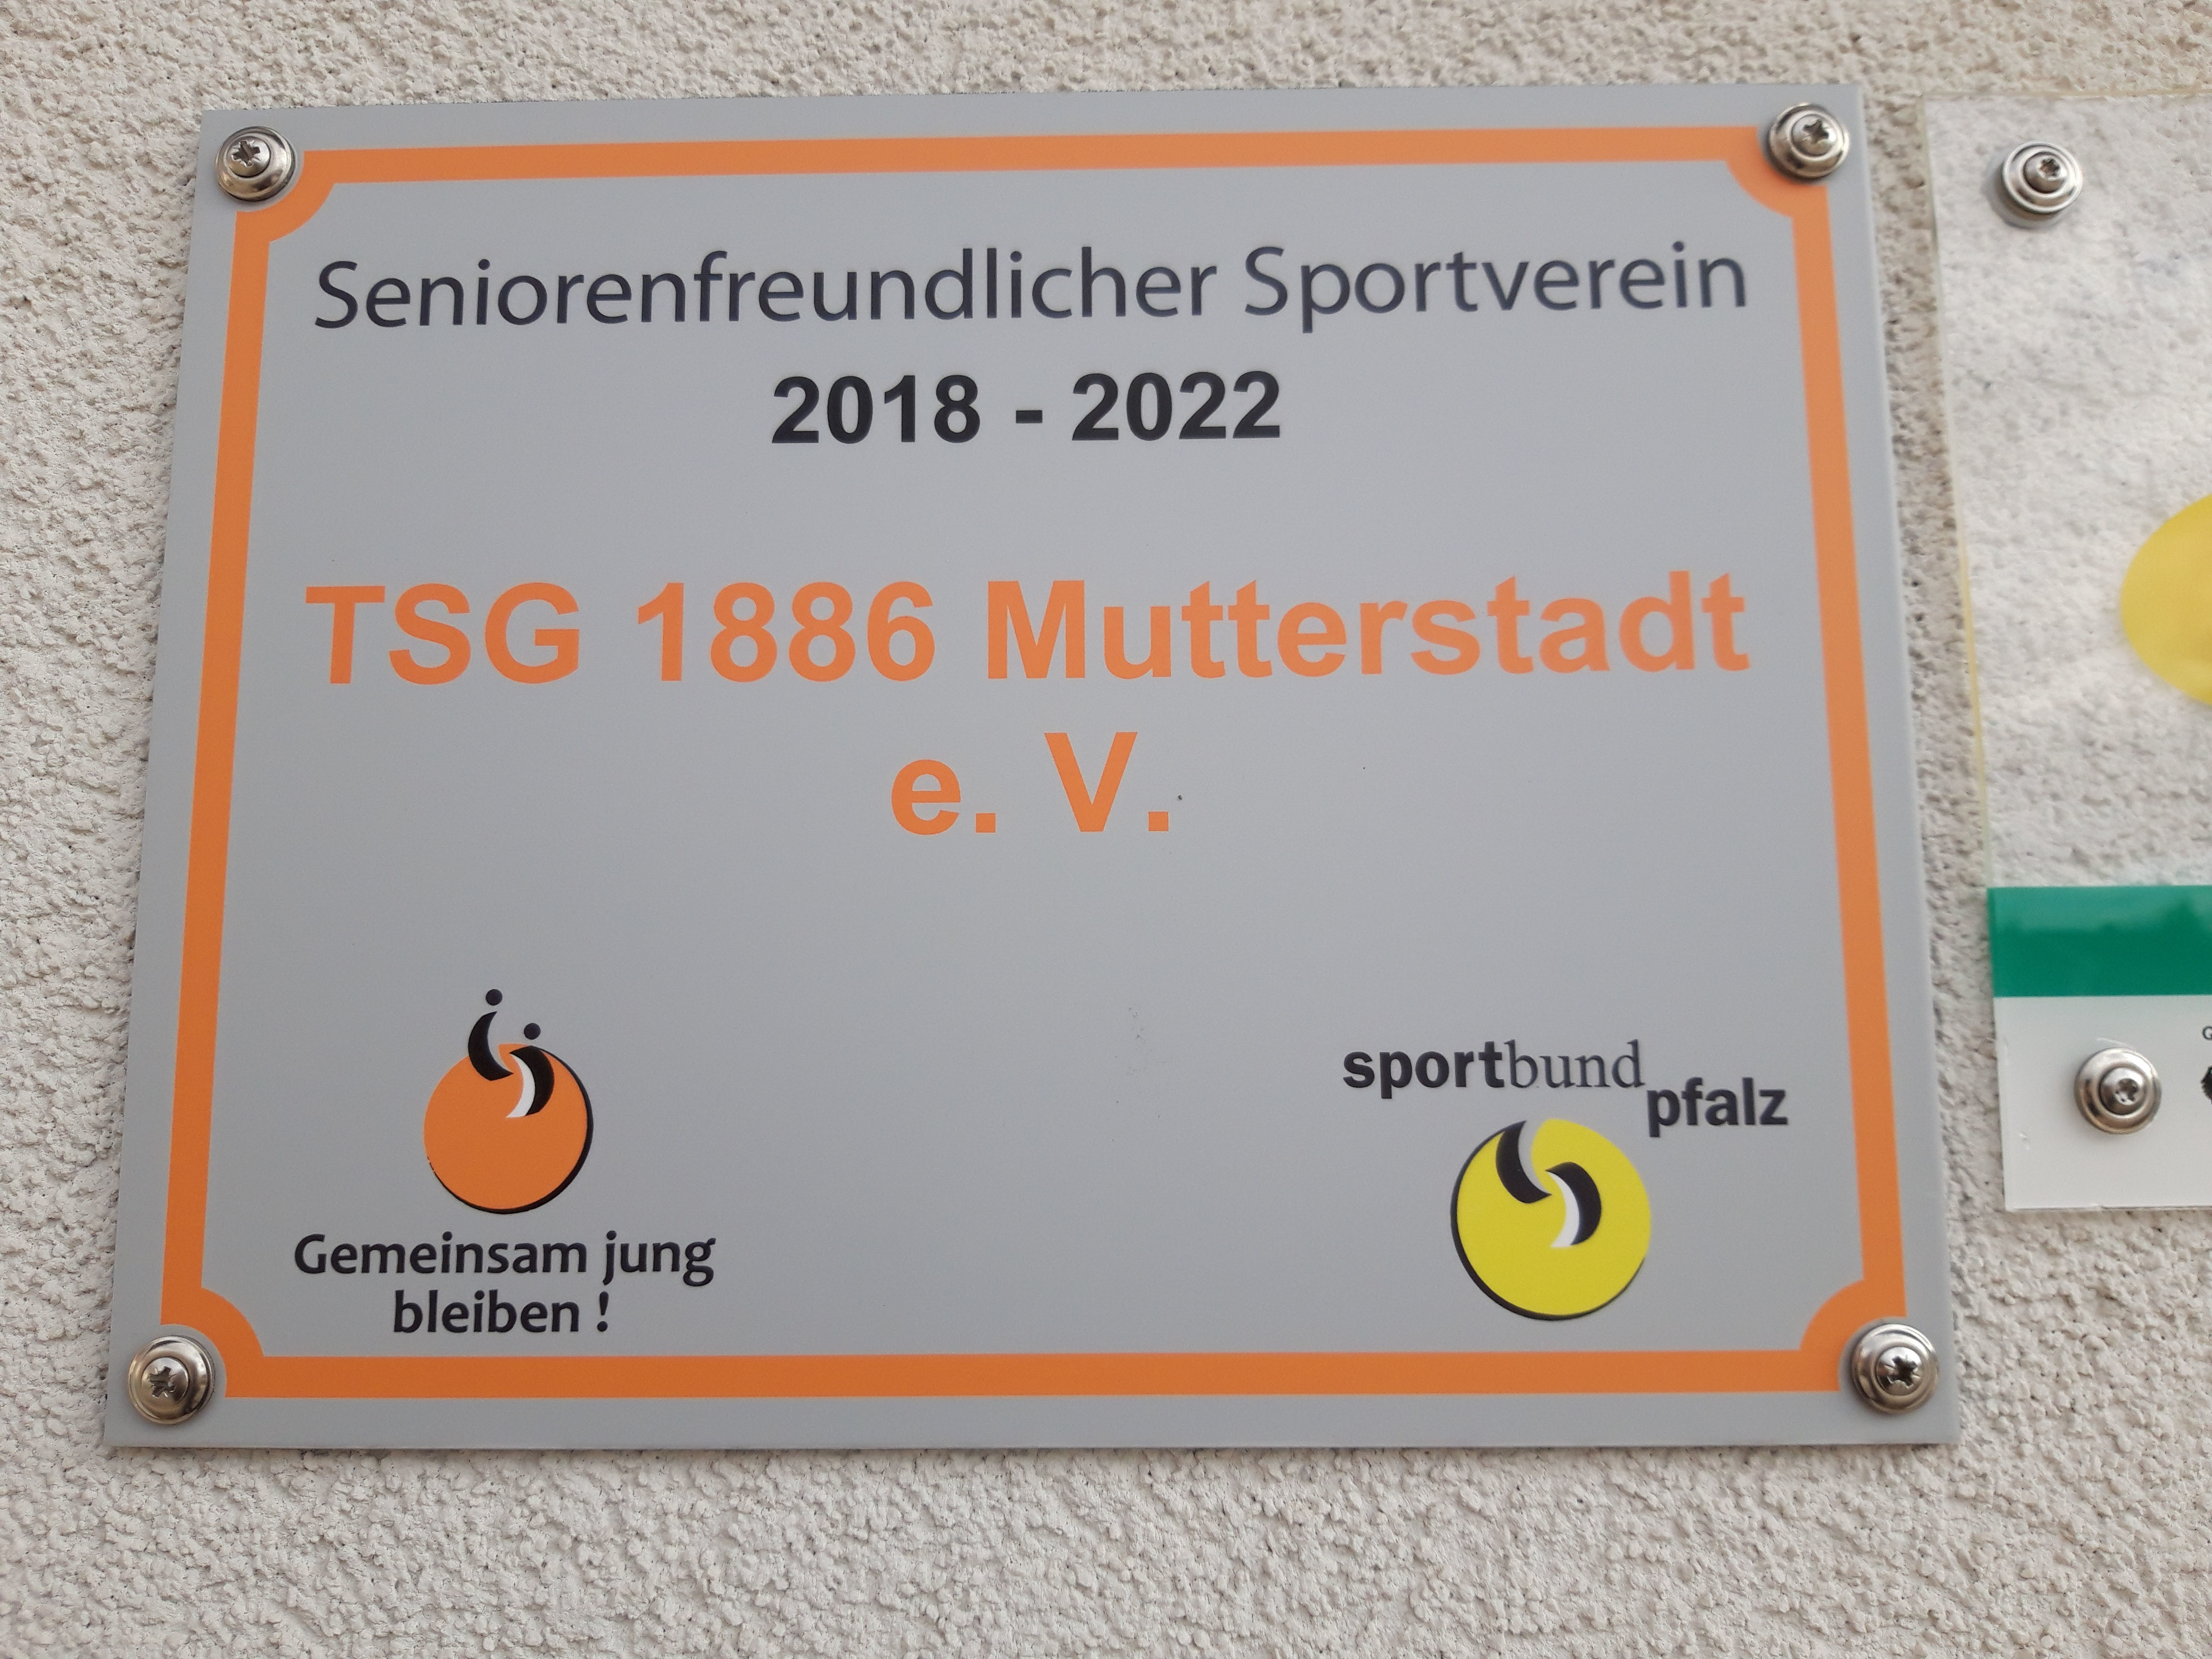 Seniorenfreundlicher Sportverein
2018 - 2022
TSG 1886 Mutterstadt
e. V.
Gemeinsam jung
bleiben !
sportbund
pfalz